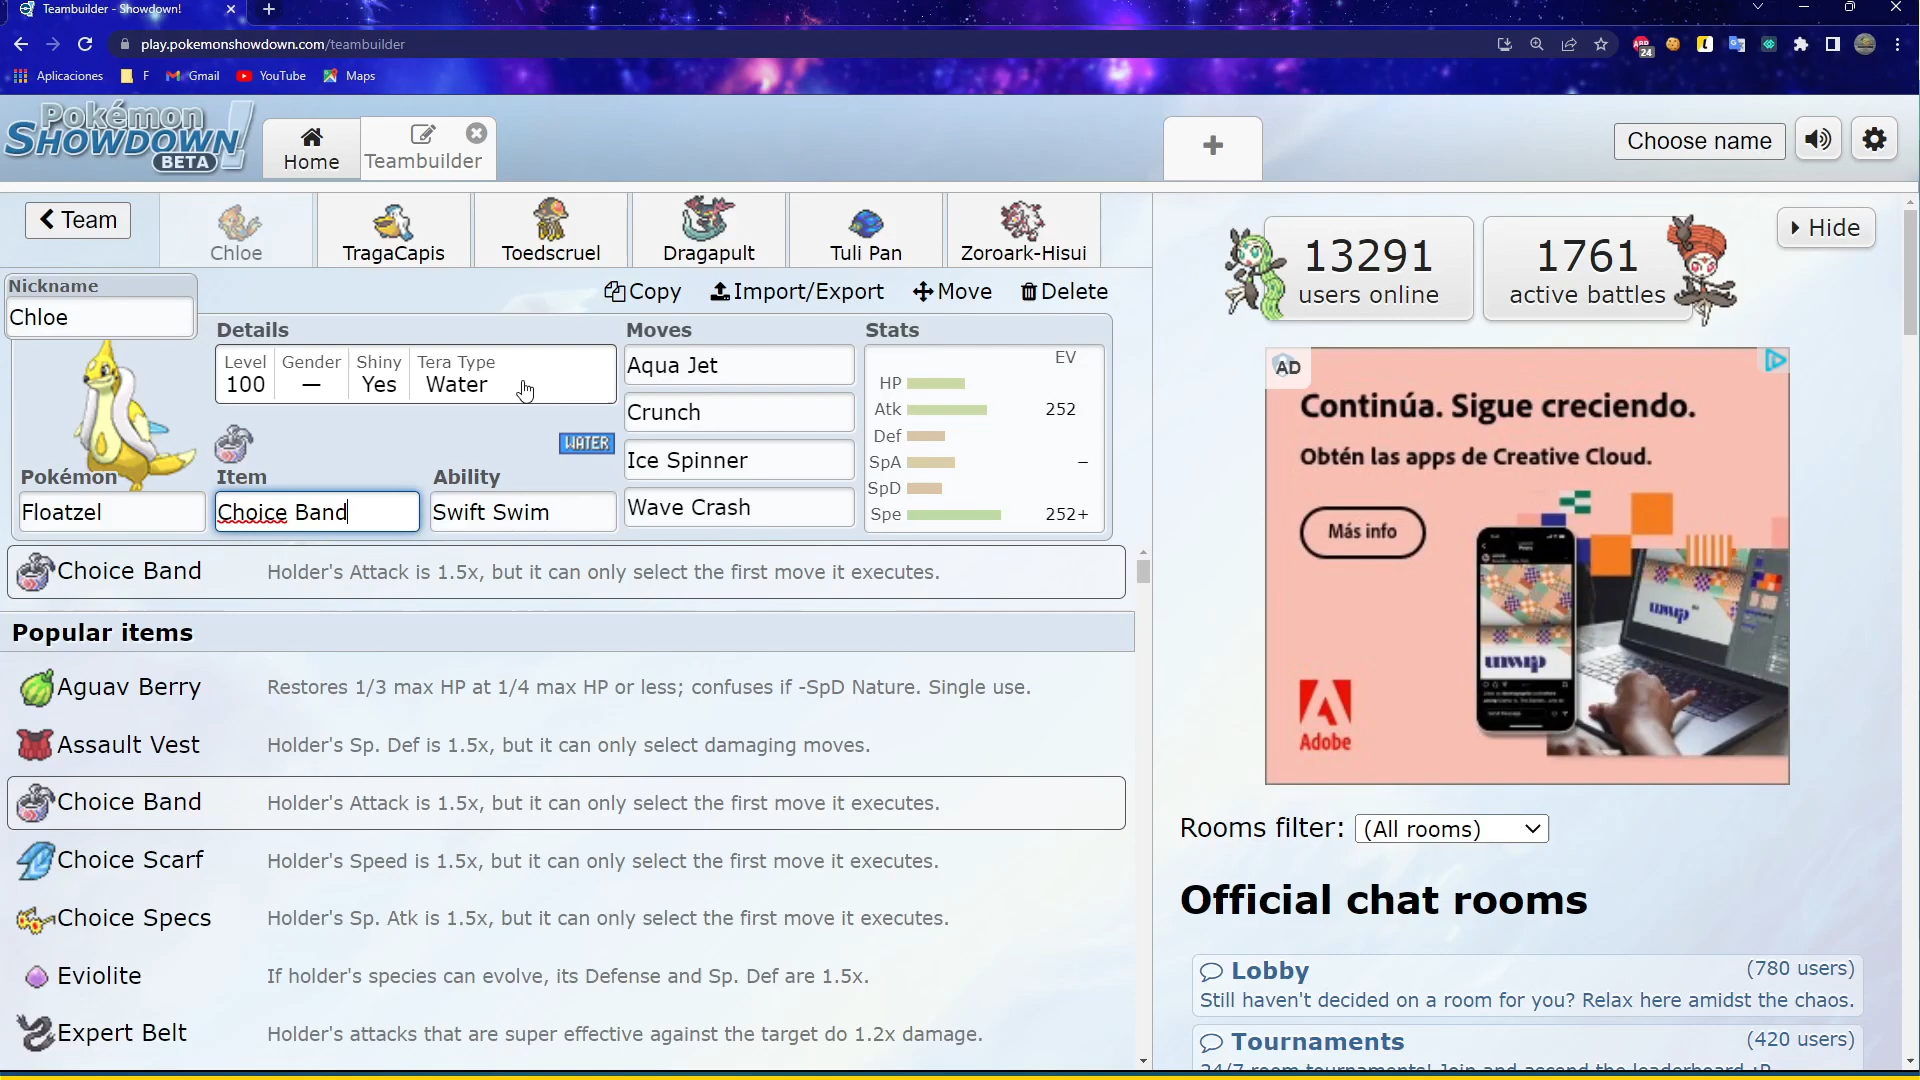 Teambuilder - Showdown!
play.pokemonshowdown.com/teambuilder
24
Aplicaciones
F
Gmail
YouTube
Maps
Pokémon
SHOWDOWN!
BETA
Home
Teambuilder
Choose name
Team
Chloe
TragaCapis
Toedscruel
Dragapult
Tuli Pan
Zoroark-Hisui
Nickname
Chloe
Copy
Import/Export
Move
Delete
Details
Level
100
Gender
—
Shiny
Yes
Tera Type
Water
WATER
Pokémon
Floatzel
Item
Choice Band
Ability
Swift Swim
Moves
Aqua Jet
Crunch
Ice Spinner
Wave Crash
Stats
EV
HP
Atk 252
Def
SpA –
SpD
Spe 252+
Choice Band Holder's Attack is 1.5x, but it can only select the first move it executes.
Popular items
Aguav Berry Restores 1/3 max HP at 1/4 max HP or less; confuses if -SpD Nature. Single use.
Assault Vest Holder's Sp. Def is 1.5x, but it can only select damaging moves.
Choice Band Holder's Attack is 1.5x, but it can only select the first move it executes.
Choice Scarf Holder's Speed is 1.5x, but it can only select the first move it executes.
Choice Specs Holder's Sp. Atk is 1.5x, but it can only select the first move it executes.
Eviolite If holder's species can evolve, its Defense and Sp. Def are 1.5x.
Expert Belt Holder's attacks that are super effective against the target do 1.2x damage.
13291
users online
1761
active battles
Hide
AD
Continúa. Sigue creciendo.
Obtén las apps de Creative Cloud.
Más info
Adobe
Rooms filter: (All rooms)
Official chat rooms
Lobby (780 users)
Still haven't decided on a room for you? Relax here amidst the chaos.
Tournaments (420 users)
24/7 room tournaments! Join and ascend the leaderboard :P